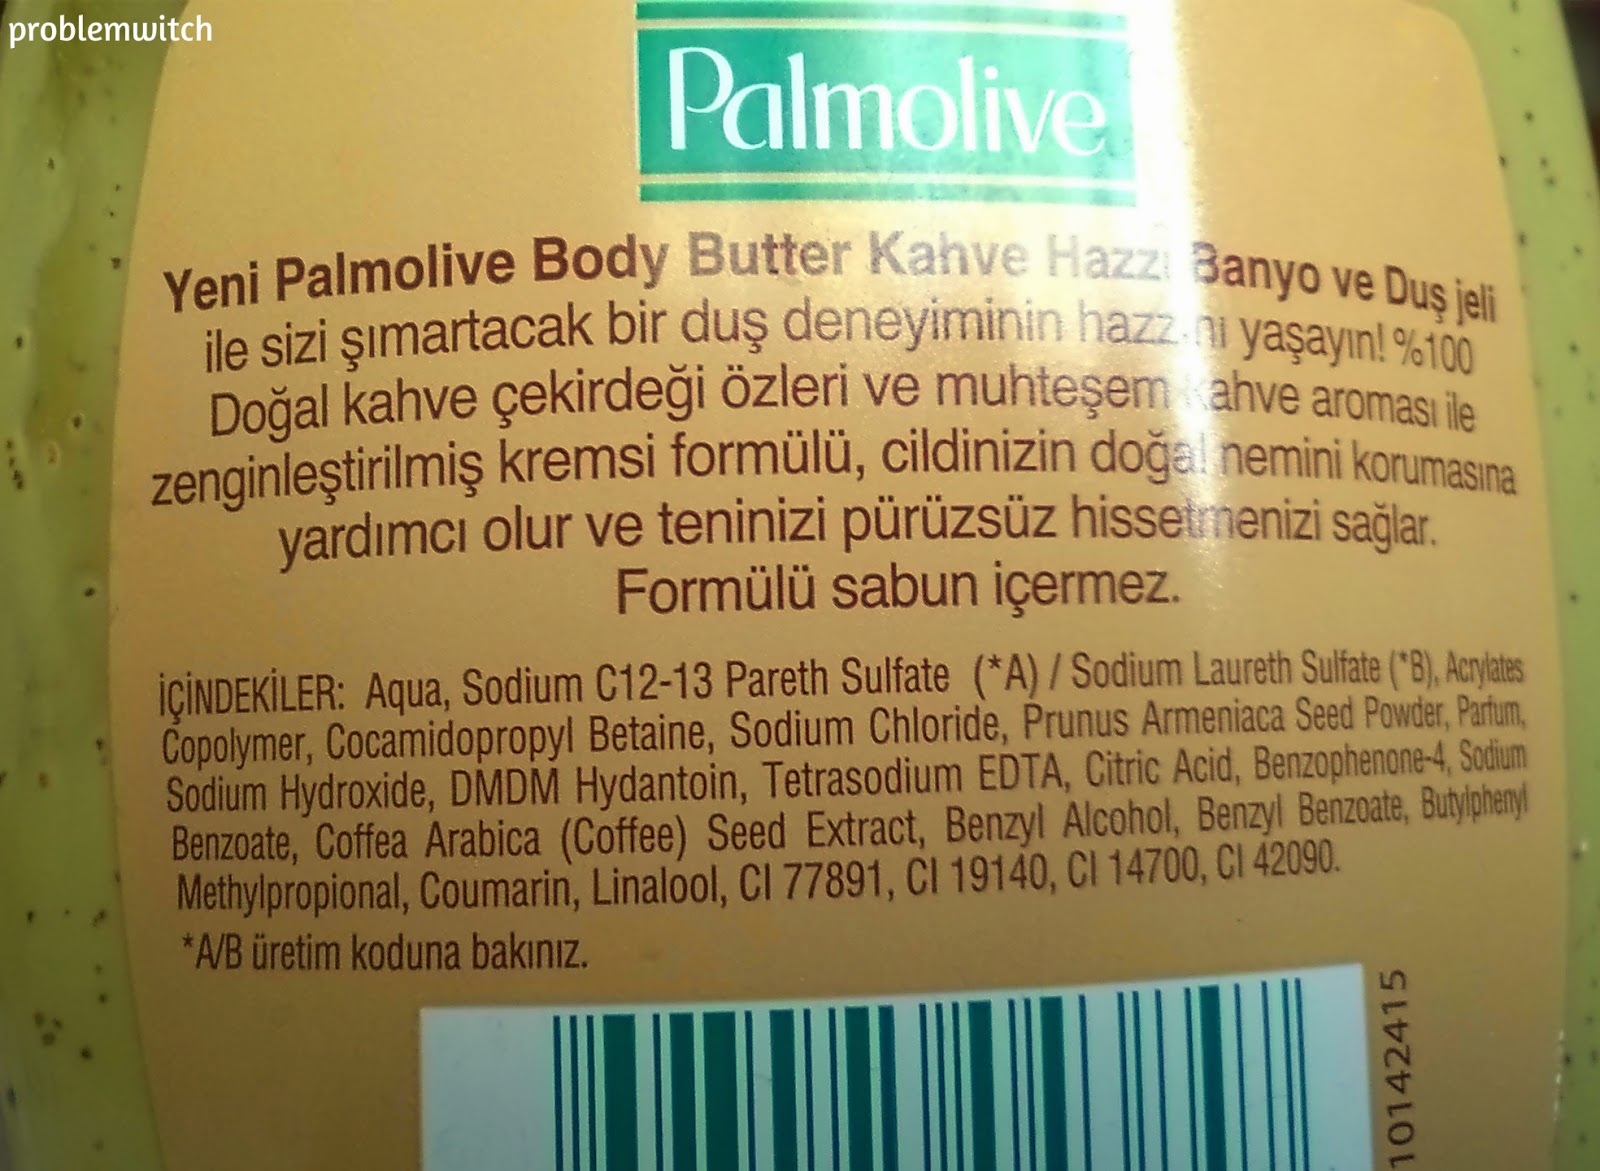 problemwitch
Palmolive
Yeni Palmolive Body Butter Kahve Hazzı Banyo ve Duş jeli
ile sizi şımartacak bir duş deneyiminin hazzını yaşayın! %100
Doğal kahve çekirdeği özleri ve muhteşem kahve aroması ile
zenginleştirilmiş kremsi formülü, cildinizin doğal nemini korumasına
yardımcı olur ve teninizi pürüzsüz hissetmenizi sağlar.
Formülü sabun içermez.
İÇİNDEKİLER: Aqua, Sodium C12-13 Pareth Sulfate (*A) / Sodium Laureth Sulfate (*B), Acrylates
Copolymer, Cocamidopropyl Betaine, Sodium Chloride, Prunus Armeniaca Seed Powder, Parfum,
Sodium Hydroxide, DMDM Hydantoin, Tetrasodium EDTA, Citric Acid, Benzophenone-4, Sodium
Benzoate, Coffea Arabica (Coffee) Seed Extract, Benzyl Alcohol, Benzyl Benzoate, Butylphenyl
Methylpropional, Coumarin, Linalool, CI 77891, CI 19140, CI 14700, CI 42090.
*A/B üretim koduna bakınız.
10142415